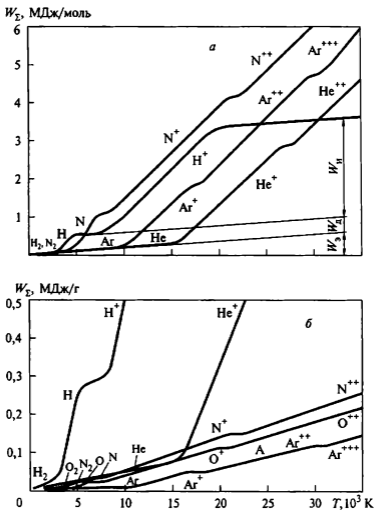 W_Σ, МДж/моль
6
а
N⁺⁺
Ar⁺⁺⁺
5
Ar⁺⁺
He⁺⁺
4
N⁺
H⁺
3
2
Ar⁺
He⁺
W_и
1
H
N
H₂, N₂
Ar
He
W_д
W_э
W_Σ, МДж/г
0,5
б
H⁺
He⁺
0,4
0,3
H
N⁺⁺
0,2
N⁺
O⁺⁺
0,1
He
O⁺
A
Ar⁺⁺
Ar⁺⁺⁺
H₂
O₂
N₂
O
N
Ar
Ar⁺
0
5
10
15
20
25
30
T, 10³ K